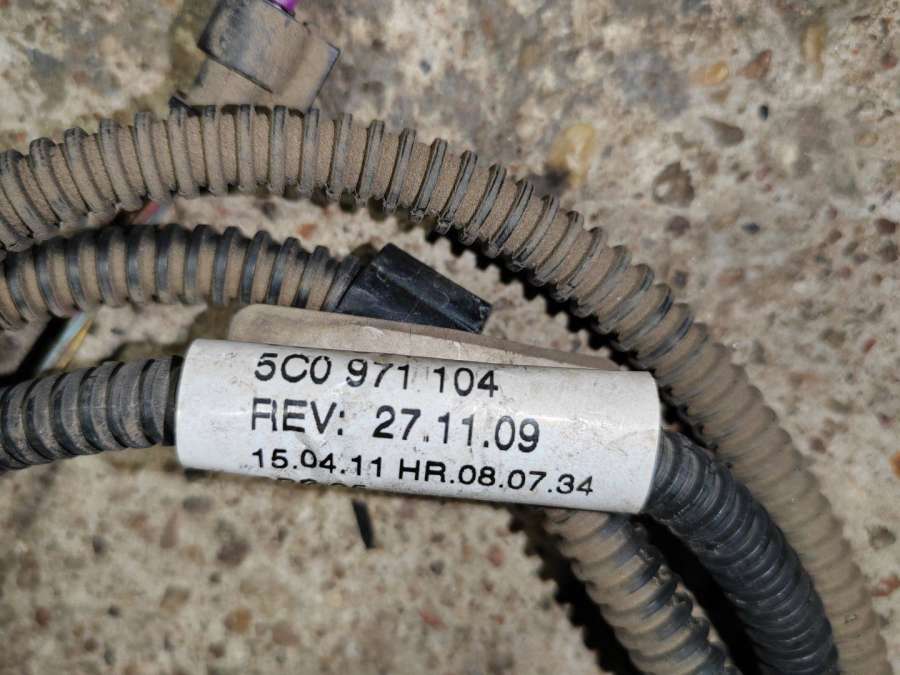 5C0 971 104
REV: 27.11.09
15.04.11 HR.08.07.34